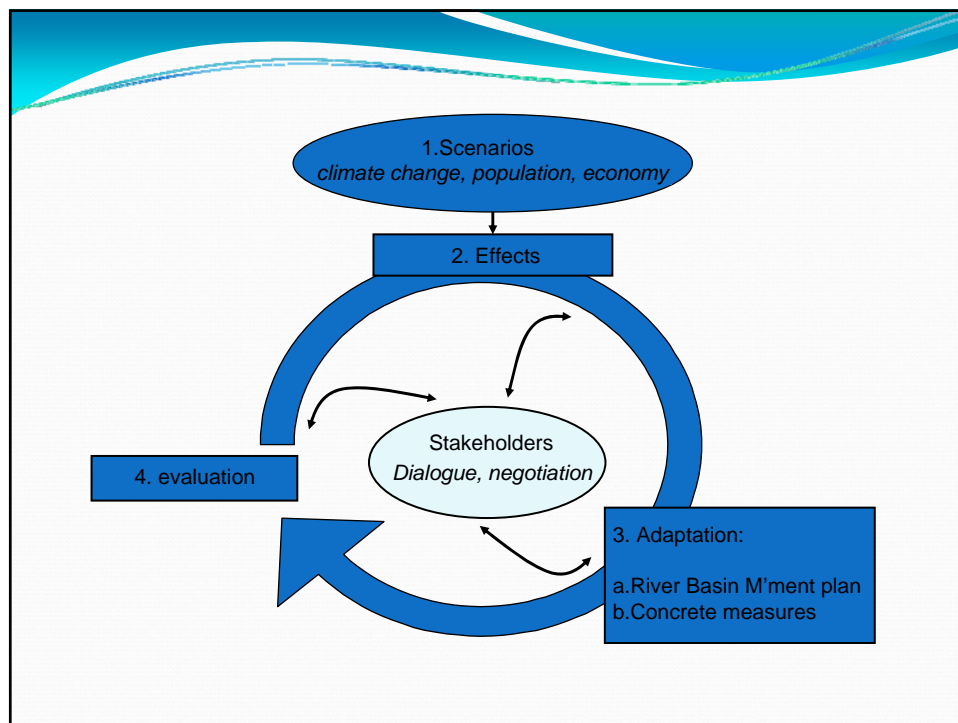 1.Scenarios
climate change, population, economy
2. Effects
Stakeholders
Dialogue, negotiation
3. Adaptation:
a.River Basin M’ment plan
b.Concrete measures
4. evaluation